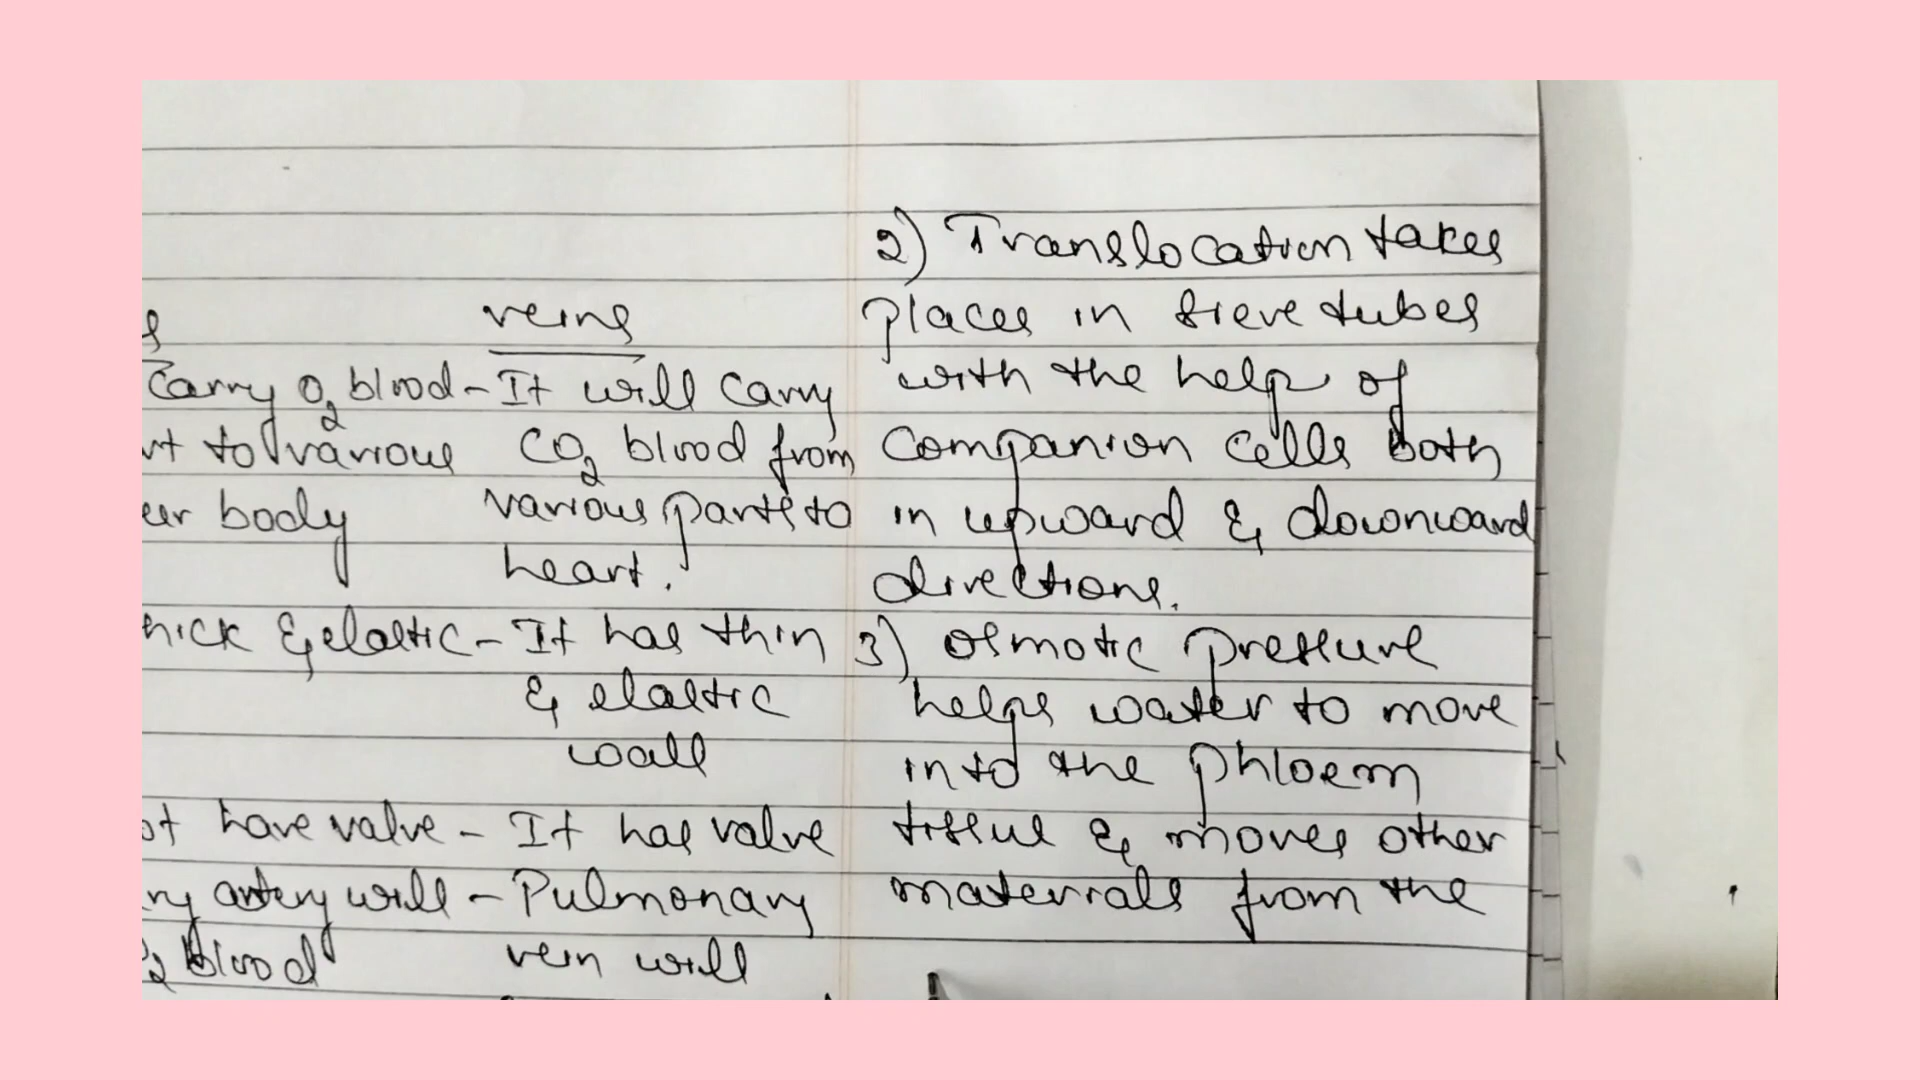 veins
Carry O2 blood - It will carry
to various CO2 blood from
body various parts to
heart.
& elastic - It has thin
& elastic
wall
have valve - It has valve
artery will - Pulmonary
blood vein will
2) Translocation takes
places in sieve tubes
with the help of
companion cells both
in upward & downward
directions.
3) osmotic pressure
helps water to move
into the phloem
tissue & moves other
materials from the